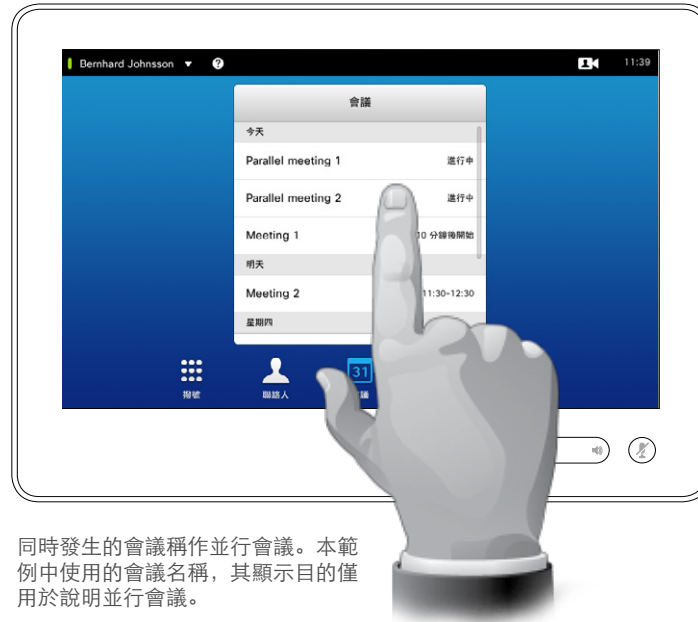 Bernhard Johnsson ▼ ?
11:39
會議
今天
Parallel meeting 1 進行中
Parallel meeting 2 進行中
Meeting 1 10 分鐘後開始
明天
Meeting 2 11:30-12:30
星期四
31
撥號 聯絡人 議
同時發生的會議稱作並行會議。本範
例中使用的會議名稱，其顯示目的僅
用於說明並行會議。